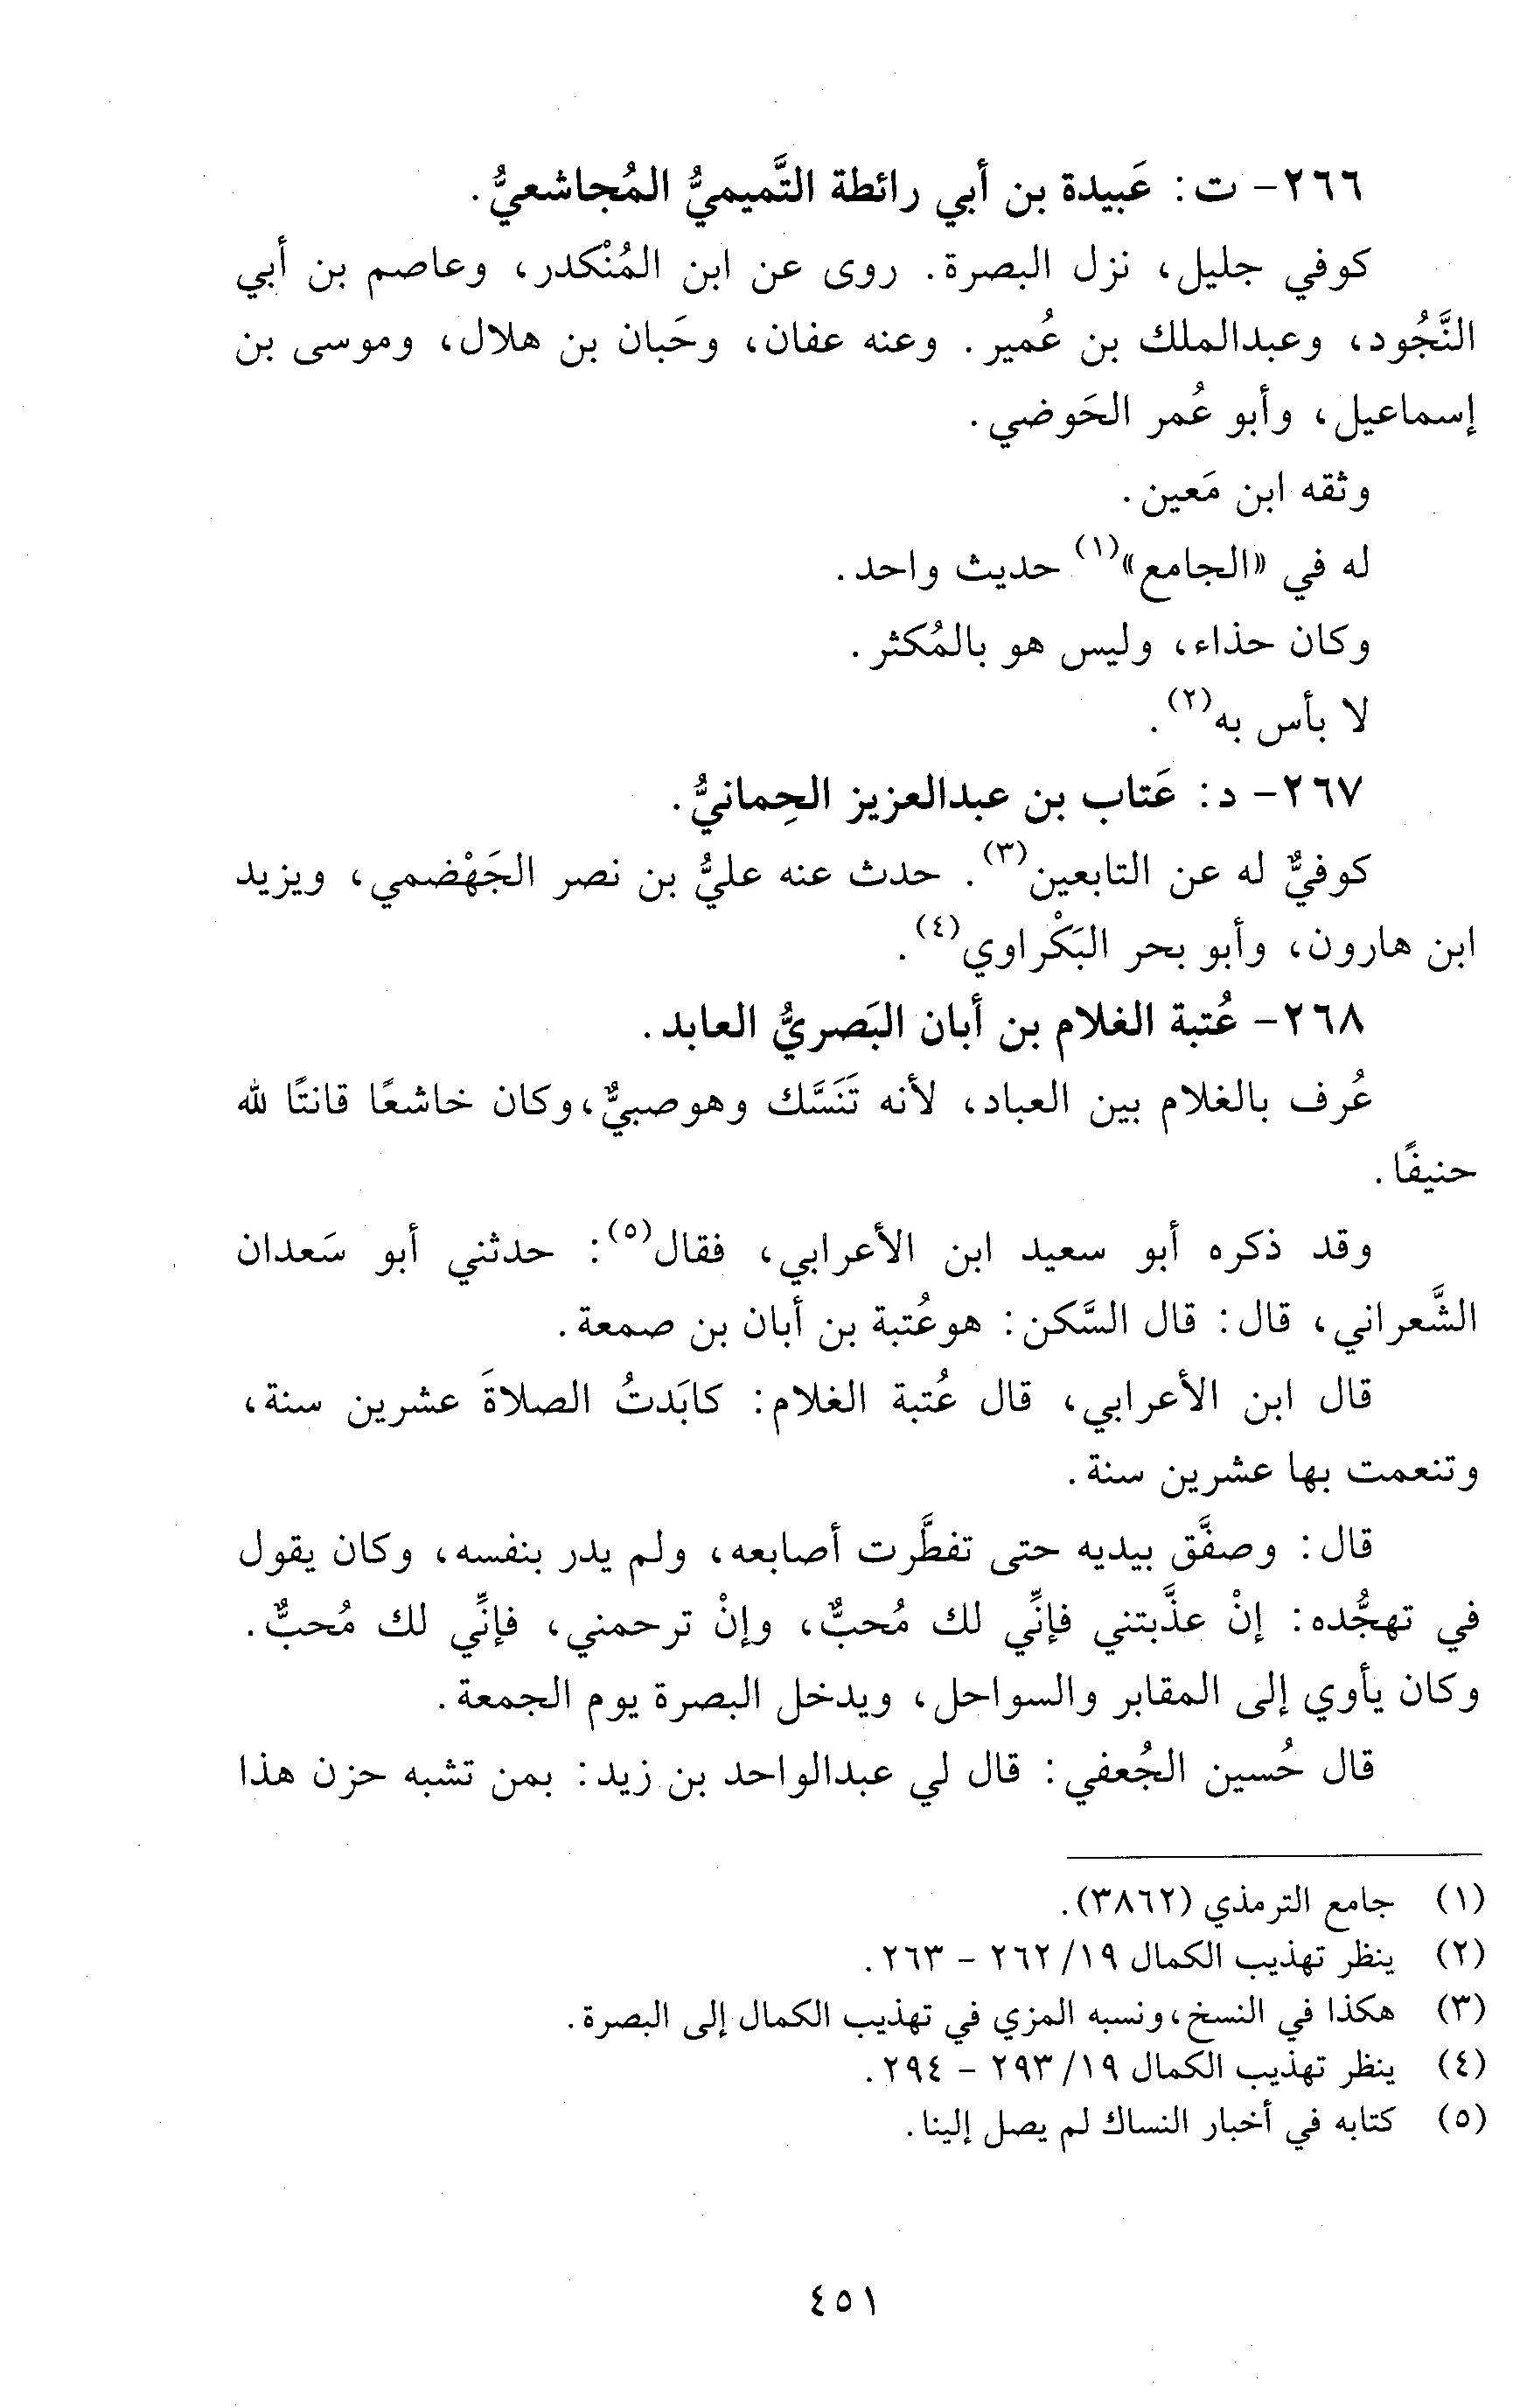 ٢٦٦- ت: عَبيدة بن أبي رائطة التَّميميُّ المُجاشعيُّ.
كوفي جليل، نزل البصرة. روى عن ابن المُنْكدر، وعاصم بن أبي
النَّجُود، وعبدالملك بن عُمير. وعنه عفان، وحَبان بن هلال، وموسى بن
إسماعيل، وأبو عُمر الحَوضي.
وثقه ابن مَعين.
له في «الجامع»(١) حديث واحد.
وكان حذاء، وليس هو بالمُكثر.
لا بأس به(٢).
٢٦٧- د: عَتاب بن عبدالعزيز الحِمانيُّ.
كوفيٌّ له عن التابعين(٣). حدث عنه عليُّ بن نصر الجَهْضمي، ويزيد
ابن هارون، وأبو بحر البَكْراوي(٤).
٢٦٨- عُتبة الغلام بن أبان البَصريُّ العابد.
عُرف بالغلام بين العباد، لأنه تَنَسَّك وهوصبيٌّ،وكان خاشعًا قانتًا لله
حنيفًا.
وقد ذكره أبو سعيد ابن الأعرابي، فقال(٥): حدثني أبو سَعدان
الشَّعراني، قال: قال السَّكن: هوعُتبة بن أبان بن صمعة.
قال ابن الأعرابي، قال عُتبة الغلام: كابَدتُ الصلاةَ عشرين سنة،
وتنعمت بها عشرين سنة.
قال: وصفَّق بيديه حتى تفطَّرت أصابعه، ولم يدر بنفسه، وكان يقول
في تهجُّده: إنْ عذَّبتني فإنِّي لك مُحبٌّ، وإنْ ترحمني، فإنِّي لك مُحبٌّ.
وكان يأوي إلى المقابر والسواحل، ويدخل البصرة يوم الجمعة.
قال حُسين الجُعفي: قال لي عبدالواحد بن زيد: بمن تشبه حزن هذا
(١) جامع الترمذي (٣٨٦٢).
(٢) ينظر تهذيب الكمال ١٩/ ٢٦٢ - ٢٦٣.
(٣) هكذا في النسخ،ونسبه المزي في تهذيب الكمال إلى البصرة.
(٤) ينظر تهذيب الكمال ١٩/ ٢٩٣ - ٢٩٤.
(٥) كتابه في أخبار النساك لم يصل إلينا.
٤٥١